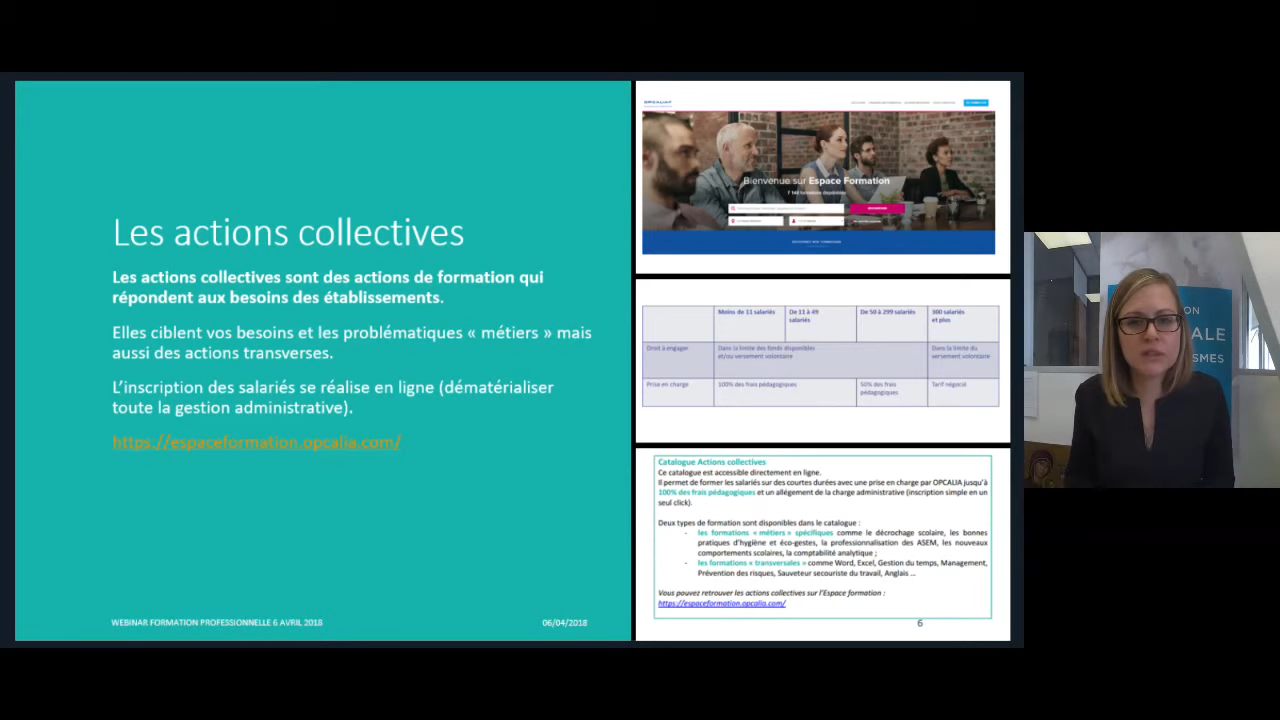 Les actions collectives
Les actions collectives sont des actions de formation qui
répondent aux besoins des établissements.
Elles ciblent vos besoins et les problématiques « métiers » mais
aussi des actions transverses.
L'inscription des salariés se réalise en ligne (dématérialiser
toute la gestion administrative).
https://espaceformation.opcalia.com/
WEBINAR FORMATION PROFESSIONNELLE 6 AVRIL 2018
06/04/2018
OPCALIA
Bienvenue sur Espace Formation
formations disponibles
Moins de 11 salariés
De 11 à 49
salariés
De 50 à 299 salariés
300 salariés
et plus
Droit à engager
Dans la limite des fonds disponibles
et/ou versement volontaire
Dans la limite du
versement volontaire
Prise en charge
100% des frais pédagogiques
50% des frais
pédagogiques
Tarif négocié
Catalogue Actions collectives
Ce catalogue est accessible directement en ligne.
Il permet de former les salariés sur des courtes durées avec une prise en charge par OPCALIA jusqu'à
100% des frais pédagogiques et un allégement de la charge administrative (inscription simple en un
seul click).
Deux types de formation sont disponibles dans le catalogue :
- les formations « métiers » spécifiques comme le décrochage scolaire, les bonnes
pratiques d'hygiène et éco-gestes, la professionnalisation des ASEM, les nouveaux
comportements scolaires, la comptabilité analytique ;
- les formations « transversales » comme Word, Excel, Gestion du temps, Management,
Prévention des risques, Sauveteur secouriste du travail, Anglais ...
Vous pouvez retrouver les actions collectives sur l'Espace formation :
https://espaceformation.opcalia.com/
6
ON
ALE
ISMES